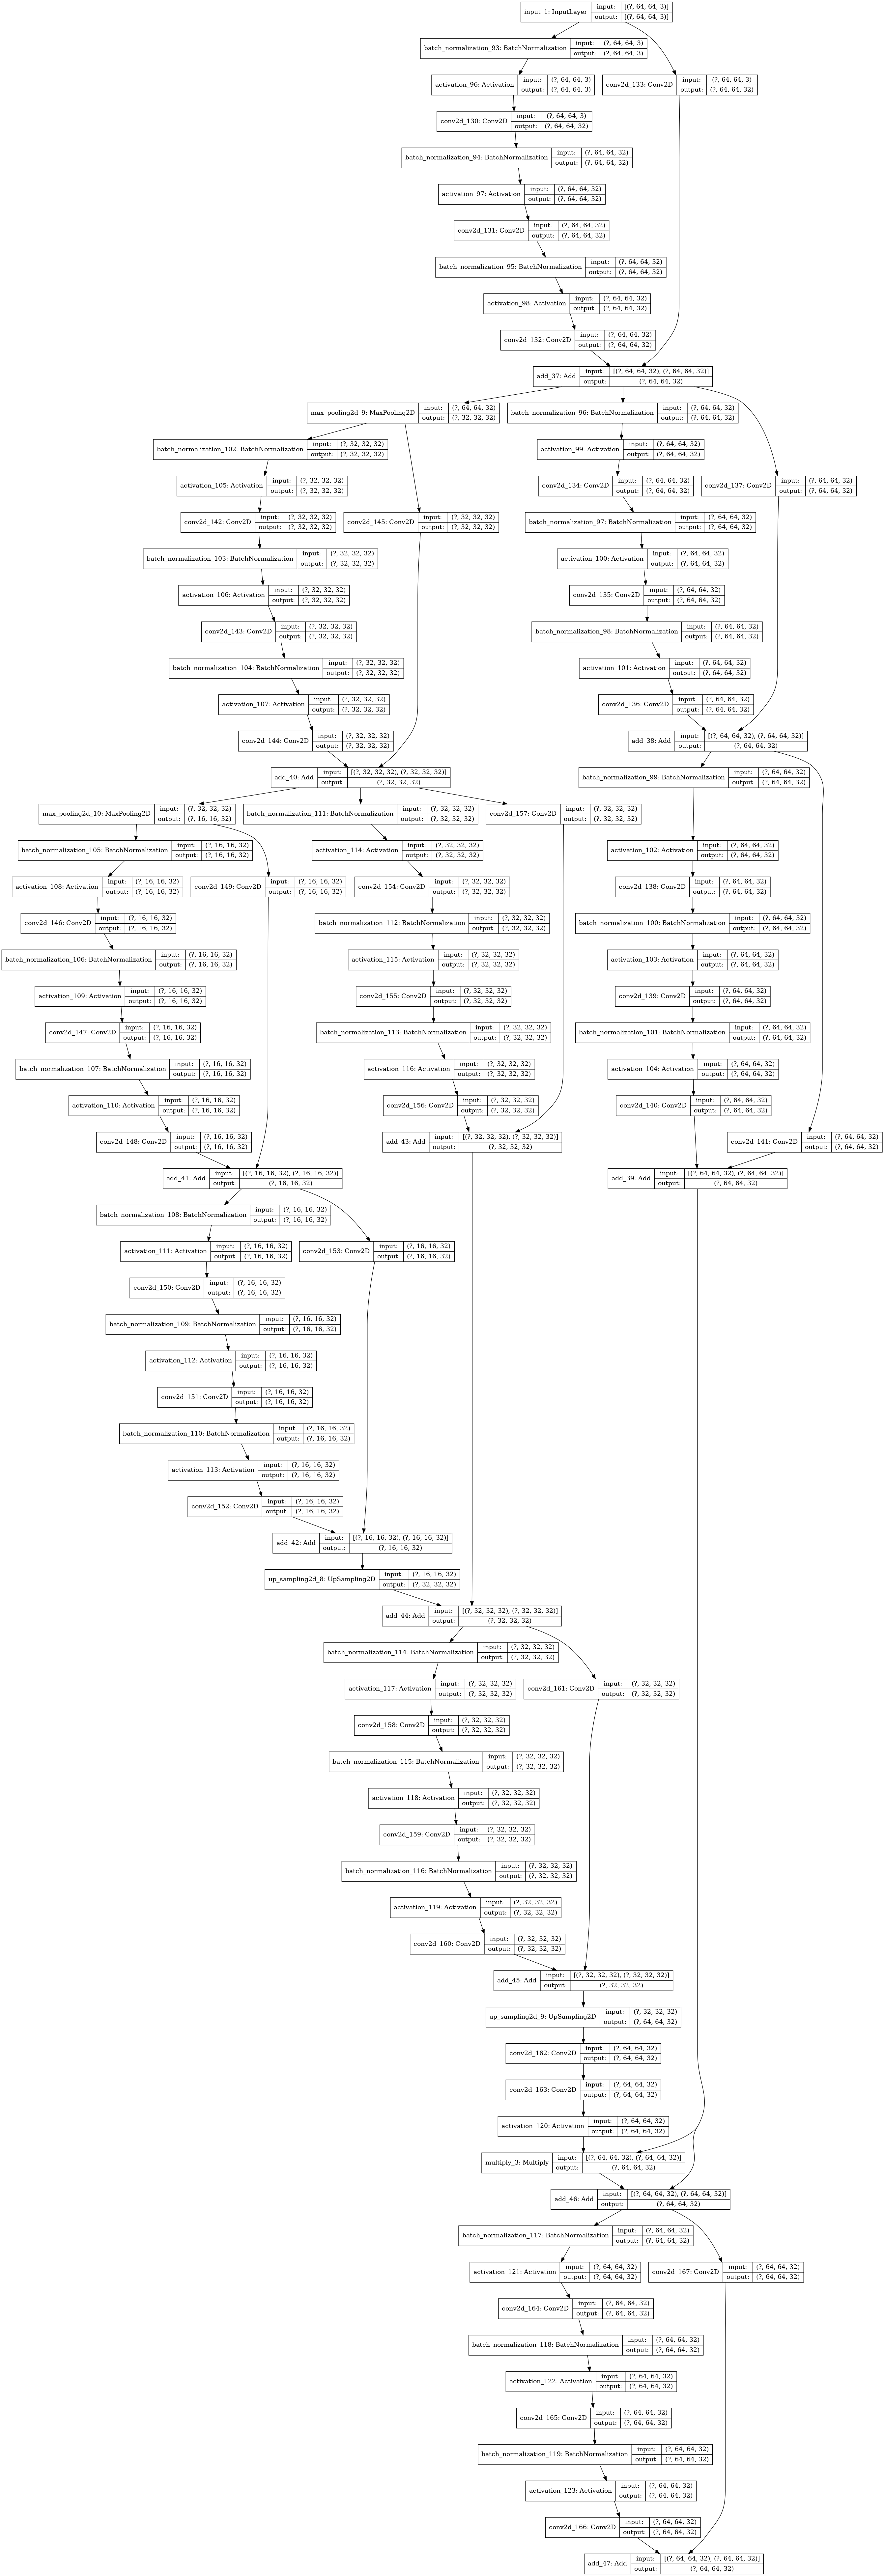 input_1: InputLayer
input: [(?, 64, 64, 3)]
output: [(?, 64, 64, 3)]
batch_normalization_93: BatchNormalization
input: (?, 64, 64, 3)
output: (?, 64, 64, 3)
activation_96: Activation
input: (?, 64, 64, 3)
output: (?, 64, 64, 3)
conv2d_133: Conv2D
input: (?, 64, 64, 3)
output: (?, 64, 64, 32)
conv2d_130: Conv2D
input: (?, 64, 64, 3)
output: (?, 64, 64, 32)
batch_normalization_94: BatchNormalization
input: (?, 64, 64, 32)
output: (?, 64, 64, 32)
activation_97: Activation
input: (?, 64, 64, 32)
output: (?, 64, 64, 32)
conv2d_131: Conv2D
input: (?, 64, 64, 32)
output: (?, 64, 64, 32)
batch_normalization_95: BatchNormalization
input: (?, 64, 64, 32)
output: (?, 64, 64, 32)
activation_98: Activation
input: (?, 64, 64, 32)
output: (?, 64, 64, 32)
conv2d_132: Conv2D
input: (?, 64, 64, 32)
output: (?, 64, 64, 32)
add_37: Add
input: [(?, 64, 64, 32), (?, 64, 64, 32)]
output: (?, 64, 64, 32)
max_pooling2d_9: MaxPooling2D
input: (?, 64, 64, 32)
output: (?, 32, 32, 32)
batch_normalization_96: BatchNormalization
input: (?, 64, 64, 32)
output: (?, 64, 64, 32)
batch_normalization_102: BatchNormalization
input: (?, 32, 32, 32)
output: (?, 32, 32, 32)
activation_99: Activation
input: (?, 64, 64, 32)
output: (?, 64, 64, 32)
activation_105: Activation
input: (?, 32, 32, 32)
output: (?, 32, 32, 32)
conv2d_134: Conv2D
input: (?, 64, 64, 32)
output: (?, 64, 64, 32)
conv2d_137: Conv2D
input: (?, 64, 64, 32)
output: (?, 64, 64, 32)
conv2d_142: Conv2D
input: (?, 32, 32, 32)
output: (?, 32, 32, 32)
conv2d_145: Conv2D
input: (?, 32, 32, 32)
output: (?, 32, 32, 32)
batch_normalization_97: BatchNormalization
input: (?, 64, 64, 32)
output: (?, 64, 64, 32)
batch_normalization_103: BatchNormalization
input: (?, 32, 32, 32)
output: (?, 32, 32, 32)
activation_100: Activation
input: (?, 64, 64, 32)
output: (?, 64, 64, 32)
activation_106: Activation
input: (?, 32, 32, 32)
output: (?, 32, 32, 32)
conv2d_135: Conv2D
input: (?, 64, 64, 32)
output: (?, 64, 64, 32)
conv2d_143: Conv2D
input: (?, 32, 32, 32)
output: (?, 32, 32, 32)
batch_normalization_98: BatchNormalization
input: (?, 64, 64, 32)
output: (?, 64, 64, 32)
batch_normalization_104: BatchNormalization
input: (?, 32, 32, 32)
output: (?, 32, 32, 32)
activation_101: Activation
input: (?, 64, 64, 32)
output: (?, 64, 64, 32)
activation_107: Activation
input: (?, 32, 32, 32)
output: (?, 32, 32, 32)
conv2d_136: Conv2D
input: (?, 64, 64, 32)
output: (?, 64, 64, 32)
conv2d_144: Conv2D
input: (?, 32, 32, 32)
output: (?, 32, 32, 32)
add_38: Add
input: [(?, 64, 64, 32), (?, 64, 64, 32)]
output: (?, 64, 64, 32)
add_40: Add
input: [(?, 32, 32, 32), (?, 32, 32, 32)]
output: (?, 32, 32, 32)
batch_normalization_99: BatchNormalization
input: (?, 64, 64, 32)
output: (?, 64, 64, 32)
max_pooling2d_10: MaxPooling2D
input: (?, 32, 32, 32)
output: (?, 16, 16, 32)
batch_normalization_111: BatchNormalization
input: (?, 32, 32, 32)
output: (?, 32, 32, 32)
conv2d_157: Conv2D
input: (?, 32, 32, 32)
output: (?, 32, 32, 32)
batch_normalization_105: BatchNormalization
input: (?, 16, 16, 32)
output: (?, 16, 16, 32)
activation_114: Activation
input: (?, 32, 32, 32)
output: (?, 32, 32, 32)
activation_102: Activation
input: (?, 64, 64, 32)
output: (?, 64, 64, 32)
activation_108: Activation
input: (?, 16, 16, 32)
output: (?, 16, 16, 32)
conv2d_149: Conv2D
input: (?, 16, 16, 32)
output: (?, 16, 16, 32)
conv2d_154: Conv2D
input: (?, 32, 32, 32)
output: (?, 32, 32, 32)
conv2d_138: Conv2D
input: (?, 64, 64, 32)
output: (?, 64, 64, 32)
conv2d_146: Conv2D
input: (?, 16, 16, 32)
output: (?, 16, 16, 32)
batch_normalization_112: BatchNormalization
input: (?, 32, 32, 32)
output: (?, 32, 32, 32)
batch_normalization_100: BatchNormalization
input: (?, 64, 64, 32)
output: (?, 64, 64, 32)
batch_normalization_106: BatchNormalization
input: (?, 16, 16, 32)
output: (?, 16, 16, 32)
activation_115: Activation
input: (?, 32, 32, 32)
output: (?, 32, 32, 32)
activation_103: Activation
input: (?, 64, 64, 32)
output: (?, 64, 64, 32)
activation_109: Activation
input: (?, 16, 16, 32)
output: (?, 16, 16, 32)
conv2d_155: Conv2D
input: (?, 32, 32, 32)
output: (?, 32, 32, 32)
conv2d_139: Conv2D
input: (?, 64, 64, 32)
output: (?, 64, 64, 32)
conv2d_147: Conv2D
input: (?, 16, 16, 32)
output: (?, 16, 16, 32)
batch_normalization_113: BatchNormalization
input: (?, 32, 32, 32)
output: (?, 32, 32, 32)
batch_normalization_101: BatchNormalization
input: (?, 64, 64, 32)
output: (?, 64, 64, 32)
batch_normalization_107: BatchNormalization
input: (?, 16, 16, 32)
output: (?, 16, 16, 32)
activation_116: Activation
input: (?, 32, 32, 32)
output: (?, 32, 32, 32)
activation_104: Activation
input: (?, 64, 64, 32)
output: (?, 64, 64, 32)
activation_110: Activation
input: (?, 16, 16, 32)
output: (?, 16, 16, 32)
conv2d_156: Conv2D
input: (?, 32, 32, 32)
output: (?, 32, 32, 32)
conv2d_140: Conv2D
input: (?, 64, 64, 32)
output: (?, 64, 64, 32)
conv2d_148: Conv2D
input: (?, 16, 16, 32)
output: (?, 16, 16, 32)
add_43: Add
input: [(?, 32, 32, 32), (?, 32, 32, 32)]
output: (?, 32, 32, 32)
conv2d_141: Conv2D
input: (?, 64, 64, 32)
output: (?, 64, 64, 32)
add_41: Add
input: [(?, 16, 16, 32), (?, 16, 16, 32)]
output: (?, 16, 16, 32)
add_39: Add
input: [(?, 64, 64, 32), (?, 64, 64, 32)]
output: (?, 64, 64, 32)
batch_normalization_108: BatchNormalization
input: (?, 16, 16, 32)
output: (?, 16, 16, 32)
activation_111: Activation
input: (?, 16, 16, 32)
output: (?, 16, 16, 32)
conv2d_153: Conv2D
input: (?, 16, 16, 32)
output: (?, 16, 16, 32)
conv2d_150: Conv2D
input: (?, 16, 16, 32)
output: (?, 16, 16, 32)
batch_normalization_109: BatchNormalization
input: (?, 16, 16, 32)
output: (?, 16, 16, 32)
activation_112: Activation
input: (?, 16, 16, 32)
output: (?, 16, 16, 32)
conv2d_151: Conv2D
input: (?, 16, 16, 32)
output: (?, 16, 16, 32)
batch_normalization_110: BatchNormalization
input: (?, 16, 16, 32)
output: (?, 16, 16, 32)
activation_113: Activation
input: (?, 16, 16, 32)
output: (?, 16, 16, 32)
conv2d_152: Conv2D
input: (?, 16, 16, 32)
output: (?, 16, 16, 32)
add_42: Add
input: [(?, 16, 16, 32), (?, 16, 16, 32)]
output: (?, 16, 16, 32)
up_sampling2d_8: UpSampling2D
input: (?, 16, 16, 32)
output: (?, 32, 32, 32)
add_44: Add
input: [(?, 32, 32, 32), (?, 32, 32, 32)]
output: (?, 32, 32, 32)
batch_normalization_114: BatchNormalization
input: (?, 32, 32, 32)
output: (?, 32, 32, 32)
activation_117: Activation
input: (?, 32, 32, 32)
output: (?, 32, 32, 32)
conv2d_161: Conv2D
input: (?, 32, 32, 32)
output: (?, 32, 32, 32)
conv2d_158: Conv2D
input: (?, 32, 32, 32)
output: (?, 32, 32, 32)
batch_normalization_115: BatchNormalization
input: (?, 32, 32, 32)
output: (?, 32, 32, 32)
activation_118: Activation
input: (?, 32, 32, 32)
output: (?, 32, 32, 32)
conv2d_159: Conv2D
input: (?, 32, 32, 32)
output: (?, 32, 32, 32)
batch_normalization_116: BatchNormalization
input: (?, 32, 32, 32)
output: (?, 32, 32, 32)
activation_119: Activation
input: (?, 32, 32, 32)
output: (?, 32, 32, 32)
conv2d_160: Conv2D
input: (?, 32, 32, 32)
output: (?, 32, 32, 32)
add_45: Add
input: [(?, 32, 32, 32), (?, 32, 32, 32)]
output: (?, 32, 32, 32)
up_sampling2d_9: UpSampling2D
input: (?, 32, 32, 32)
output: (?, 64, 64, 32)
conv2d_162: Conv2D
input: (?, 64, 64, 32)
output: (?, 64, 64, 32)
conv2d_163: Conv2D
input: (?, 64, 64, 32)
output: (?, 64, 64, 32)
activation_120: Activation
input: (?, 64, 64, 32)
output: (?, 64, 64, 32)
multiply_3: Multiply
input: [(?, 64, 64, 32), (?, 64, 64, 32)]
output: (?, 64, 64, 32)
add_46: Add
input: [(?, 64, 64, 32), (?, 64, 64, 32)]
output: (?, 64, 64, 32)
batch_normalization_117: BatchNormalization
input: (?, 64, 64, 32)
output: (?, 64, 64, 32)
activation_121: Activation
input: (?, 64, 64, 32)
output: (?, 64, 64, 32)
conv2d_167: Conv2D
input: (?, 64, 64, 32)
output: (?, 64, 64, 32)
conv2d_164: Conv2D
input: (?, 64, 64, 32)
output: (?, 64, 64, 32)
batch_normalization_118: BatchNormalization
input: (?, 64, 64, 32)
output: (?, 64, 64, 32)
activation_122: Activation
input: (?, 64, 64, 32)
output: (?, 64, 64, 32)
conv2d_165: Conv2D
input: (?, 64, 64, 32)
output: (?, 64, 64, 32)
batch_normalization_119: BatchNormalization
input: (?, 64, 64, 32)
output: (?, 64, 64, 32)
activation_123: Activation
input: (?, 64, 64, 32)
output: (?, 64, 64, 32)
conv2d_166: Conv2D
input: (?, 64, 64, 32)
output: (?, 64, 64, 32)
add_47: Add
input: [(?, 64, 64, 32), (?, 64, 64, 32)]
output: (?, 64, 64, 32)